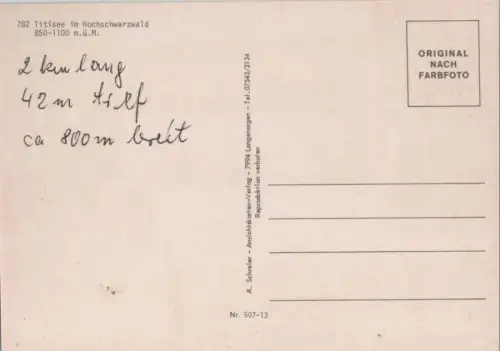 782 Titisee im Hochschwarzwald
850-1100 m.ü.M.
2 km lang
42 m tief
ca 800 m breit
A. Schreier - Ansichtskarten-Verlag - 7994 Langenargen - Tel. 07543/2134
Reproduktion verboten
ORIGINAL
NACH
FARBFOTO
Nr. 507-13